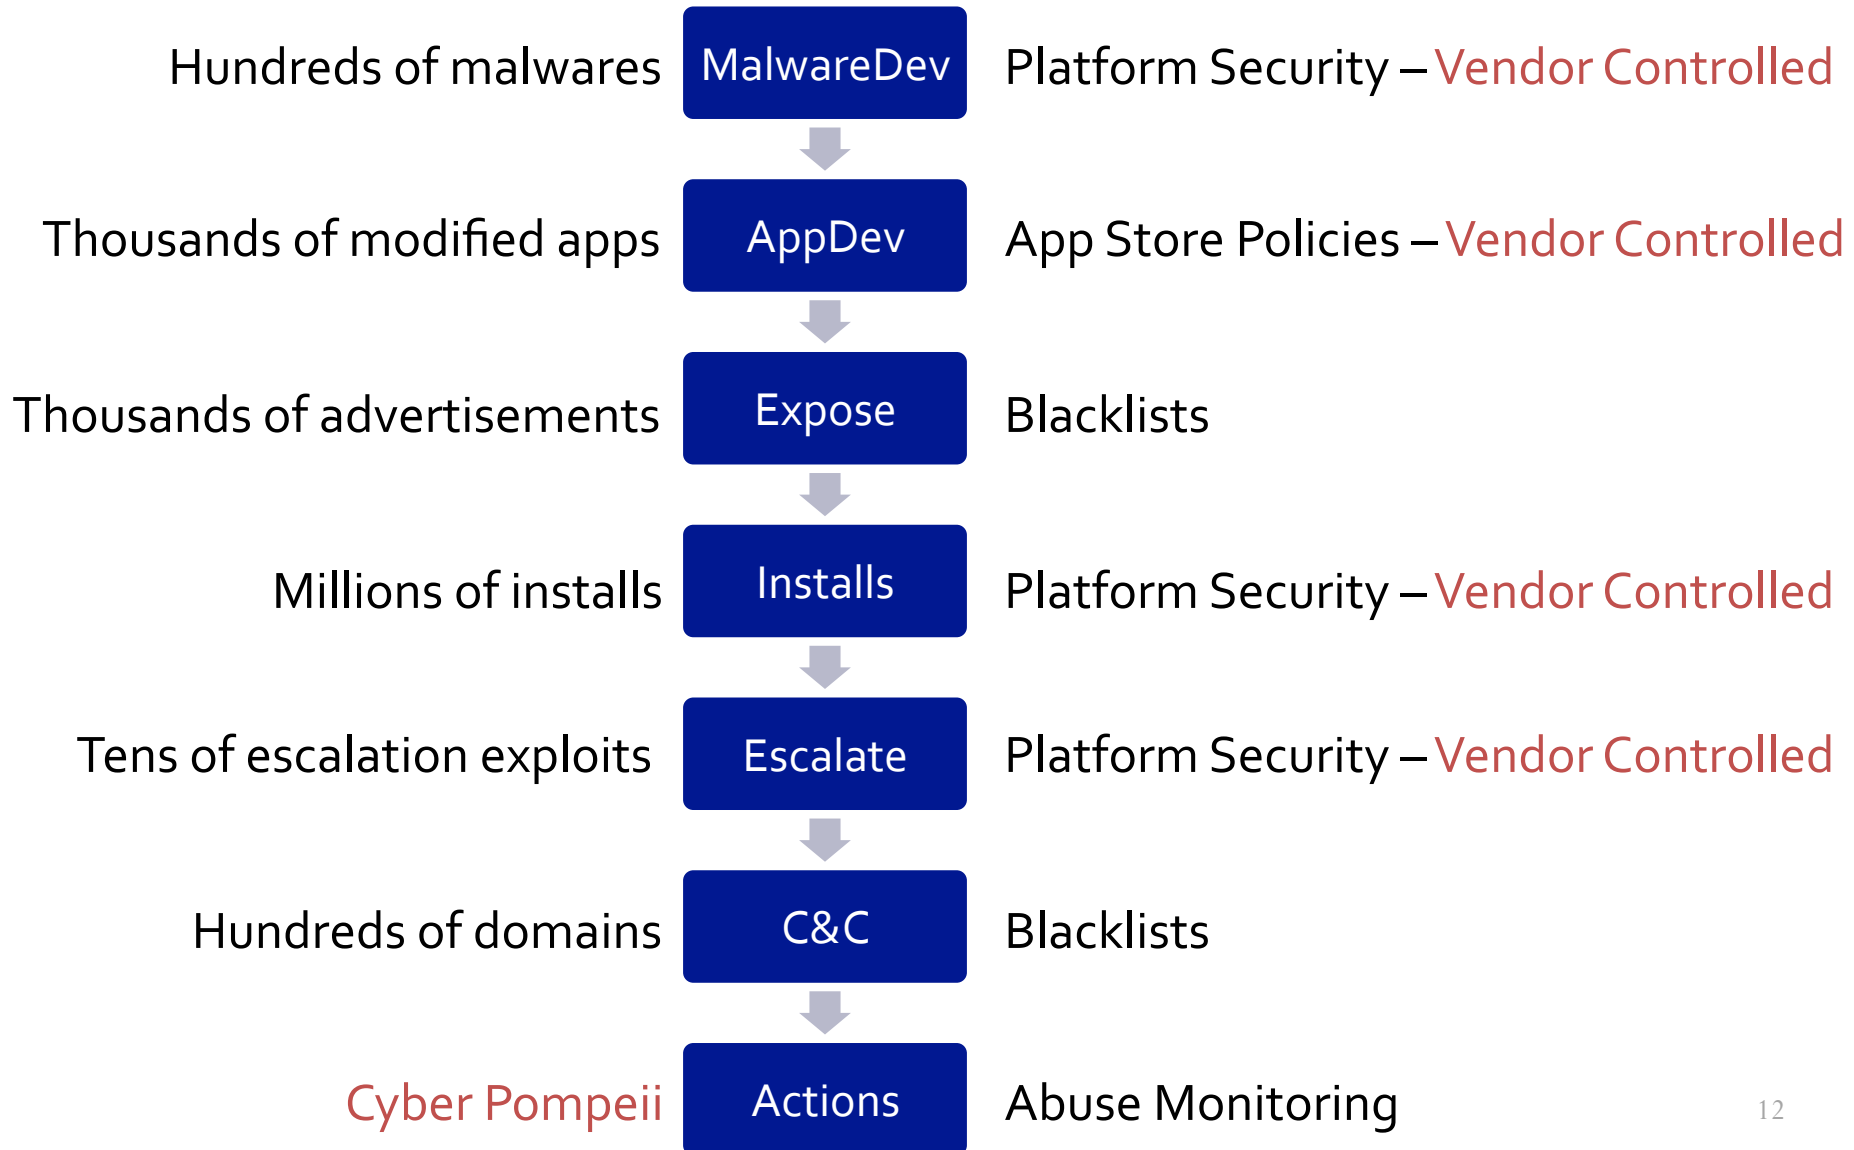 Hundreds of malwares MalwareDev Platform Security – Vendor Controlled
Thousands of modified apps AppDev App Store Policies – Vendor Controlled
Thousands of advertisements Expose Blacklists
Millions of installs Installs Platform Security – Vendor Controlled
Tens of escalation exploits Escalate Platform Security – Vendor Controlled
Hundreds of domains C&C Blacklists
Cyber Pompeii Actions Abuse Monitoring
12